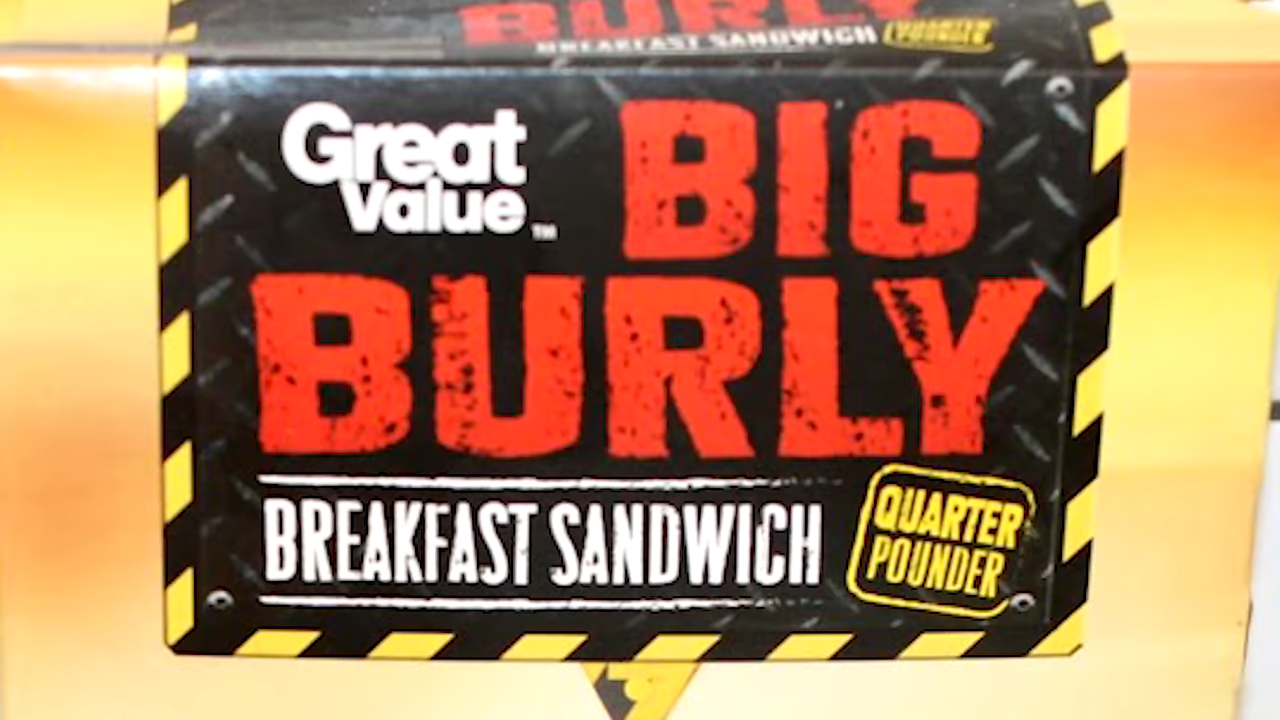 BURLY
BREAKFAST SANDWICH
Great
Value™
BIG
BURLY
BREAKFAST SANDWICH
QUARTER
POUNDER